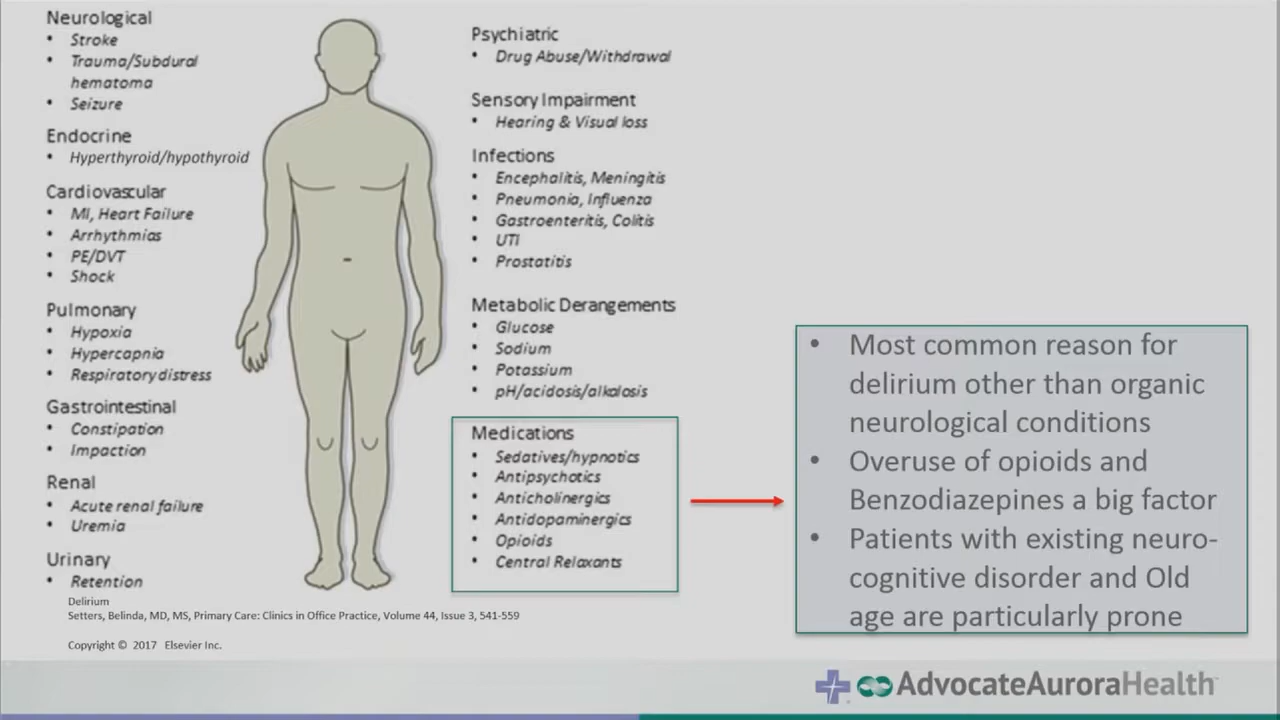 Neurological
• Stroke
• Trauma/Subdural
hematoma
• Seizure
Endocrine
• Hyperthyroid/hypothyroid
Cardiovascular
• MI, Heart Failure
• Arrhythmias
• PE/DVT
• Shock
Pulmonary
• Hypoxia
• Hypercapnia
• Respiratory distress
Gastrointestinal
• Constipation
• Impaction
Renal
• Acute renal failure
• Uremia
Urinary
• Retention
Psychiatric
• Drug Abuse/Withdrawal
Sensory Impairment
• Hearing & Visual loss
Infections
• Encephalitis, Meningitis
• Pneumonia, Influenza
• Gastroenteritis, Colitis
• UTI
• Prostatitis
Metabolic Derangements
• Glucose
• Sodium
• Potassium
• pH/acidosis/alkalosis
Medications
• Sedatives/hypnotics
• Antipsychotics
• Anticholinergics
• Antidopaminergics
• Opioids
• Central Relaxants
• Most common reason for
delirium other than organic
neurological conditions
• Overuse of opioids and
Benzodiazepines a big factor
• Patients with existing neuro-
cognitive disorder and Old
age are particularly prone
Delirium
Setters, Belinda, MD, MS, Primary Care: Clinics in Office Practice, Volume 44, Issue 3, 541-559
Copyright © 2017 Elsevier Inc.
AdvocateAuroraHealth